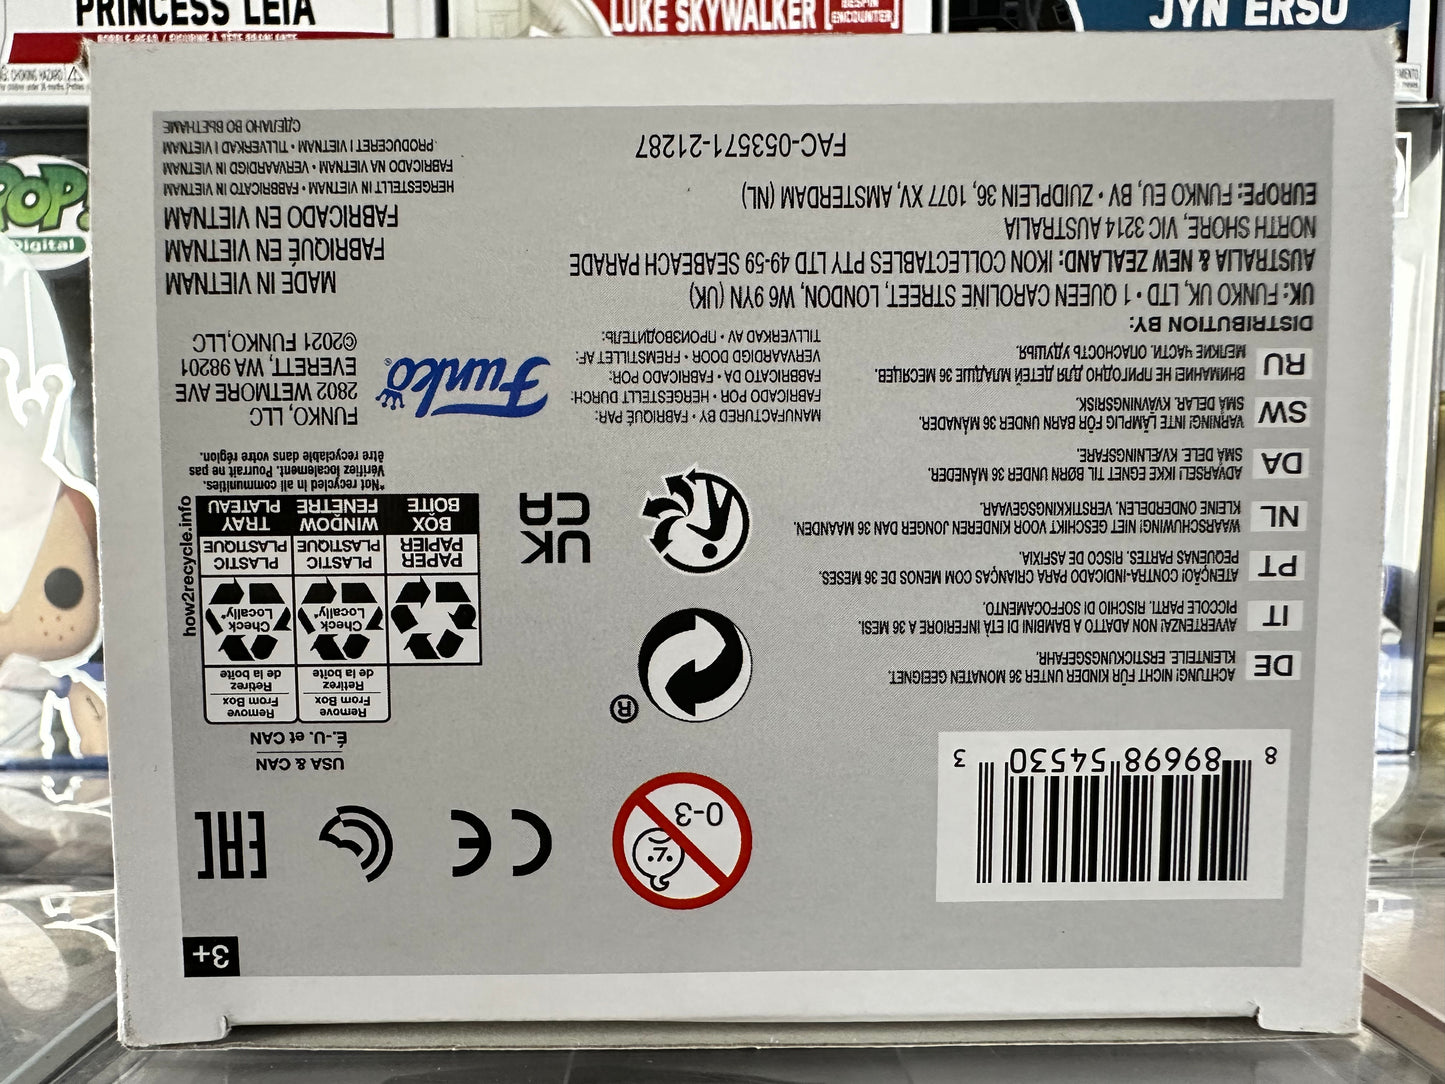 PRINCESS LEIA
BOBBLE-HEAD / FIGURINE À TÊTE BRANLANTE
LUKE SKYWALKER
[BESPIN
ENCOUNTER]
JYN ERSO
POP!
Digital
3+
8 89698 54530 3
0-3
CE
EAC
USA & CAN
É.-U. et CAN
DE
ACHTUNG! NICHT FÜR KINDER UNTER 36 MONATEN GEEIGNET.
KLEINTEILE. ERSTICKUNGSGEFAHR.
IT
AVVERTENZA! NON ADATTO A BAMBINI DI ETÀ INFERIORE A 36 MESI.
PICCOLE PARTI. RISCHIO DI SOFFOCAMENTO.
PT
ATENÇÃO! CONTRA-INDICADO PARA CRIANÇAS COM MENOS DE 36 MESES.
PEQUENAS PARTES. RISCO DE ASFIXIA.
NL
WAARSCHUWING! NIET GESCHIKT VOOR KINDEREN JONGER DAN 36 MAANDEN.
KLEINE ONDERDELEN. VERSTIKKINGSGEVAAR.
DA
ADVARSEL! IKKE EGNET TIL BØRN UNDER 36 MÅNEDER.
SMÅ DELE. KVÆLNINGSFARE.
SW
VARNING! INTE LÄMPLIG FÖR BARN UNDER 36 MÅNADER.
SMÅ DELAR. KVÄVNINGSRISK.
RU
ВНИМАНИЕ! НЕ ПРИГОДНО ДЛЯ ДЕТЕЙ МЛАДШЕ 36 МЕСЯЦЕВ.
МЕЛКИЕ ЧАСТИ. ОПАСНОСТЬ УДУШЬЯ.
®
UK
CA
Remove
From Box
Retirez
de la boîte
Check
Locally*
PLASTIC
PLASTIQUE
TRAY
PLATEAU
Remove
From Box
Retirez
de la boîte
Check
Locally*
PLASTIC
PLASTIQUE
WINDOW
FENÊTRE
PAPER
PAPIER
BOX
BOÎTE
how2recycle.info
*Not recycled in all communities.
Vérifiez localement. Pourrait ne pas
être recyclable dans votre région.
MANUFACTURED BY • FABRIQUÉ PAR:
FABRICADO POR • HERGESTELLT DURCH:
FABBRICATO DA • FABRICADO POR:
VERVAARDIGD DOOR • FREMSTILLET AF:
TILLVERKAD AV • ПРОИЗВОДИТЕЛЬ:
Funko®
FUNKO, LLC
2802 WETMORE AVE
EVERETT, WA 98201
©2021 FUNKO,LLC
DISTRIBUTION BY:
UK: FUNKO UK, LTD • 1 QUEEN CAROLINE STREET, LONDON, W6 9YN (UK)
AUSTRALIA & NEW ZEALAND: IKON COLLECTABLES PTY LTD 49-59 SEABEACH PARADE
NORTH SHORE, VIC 3214 AUSTRALIA
EUROPE: FUNKO EU, BV • ZUIDPLEIN 36, 1077 XV, AMSTERDAM (NL)
FAC-053571-21287
MADE IN VIETNAM
FABRIQUÉ EN VIETNAM
FABRICADO EN VIETNAM
HERGESTELLT IN VIETNAM • FABBRICATO IN VIETNAM
FABRICADO NA VIETNAM • VERVAARDIGD IN VIETNAM
PRODUCERET I VIETNAM • TILLVERKAD I VIETNAM
СДЕЛАНО ВО ВЬЕТНАМЕ